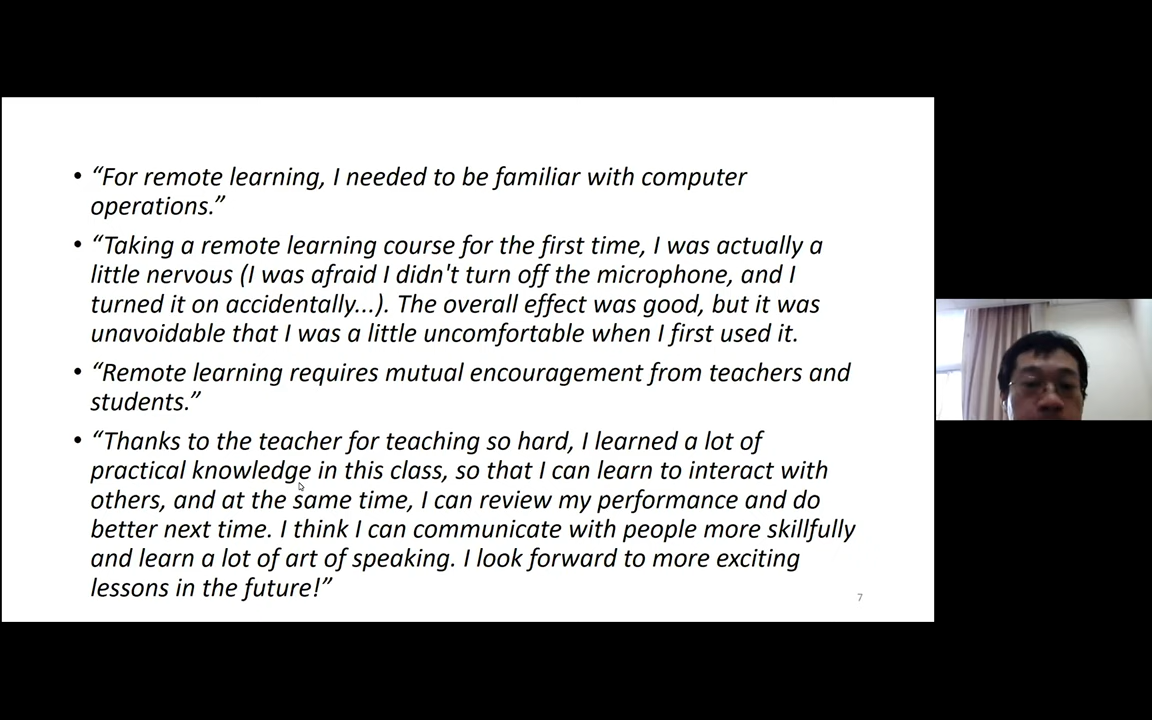 • “For remote learning, I needed to be familiar with computer
operations.”
• “Taking a remote learning course for the first time, I was actually a
little nervous (I was afraid I didn't turn off the microphone, and I
turned it on accidentally...). The overall effect was good, but it was
unavoidable that I was a little uncomfortable when I first used it.
• “Remote learning requires mutual encouragement from teachers and
students.”
• “Thanks to the teacher for teaching so hard, I learned a lot of
practical knowledge in this class, so that I can learn to interact with
others, and at the same time, I can review my performance and do
better next time. I think I can communicate with people more skillfully
and learn a lot of art of speaking. I look forward to more exciting
lessons in the future!”
7